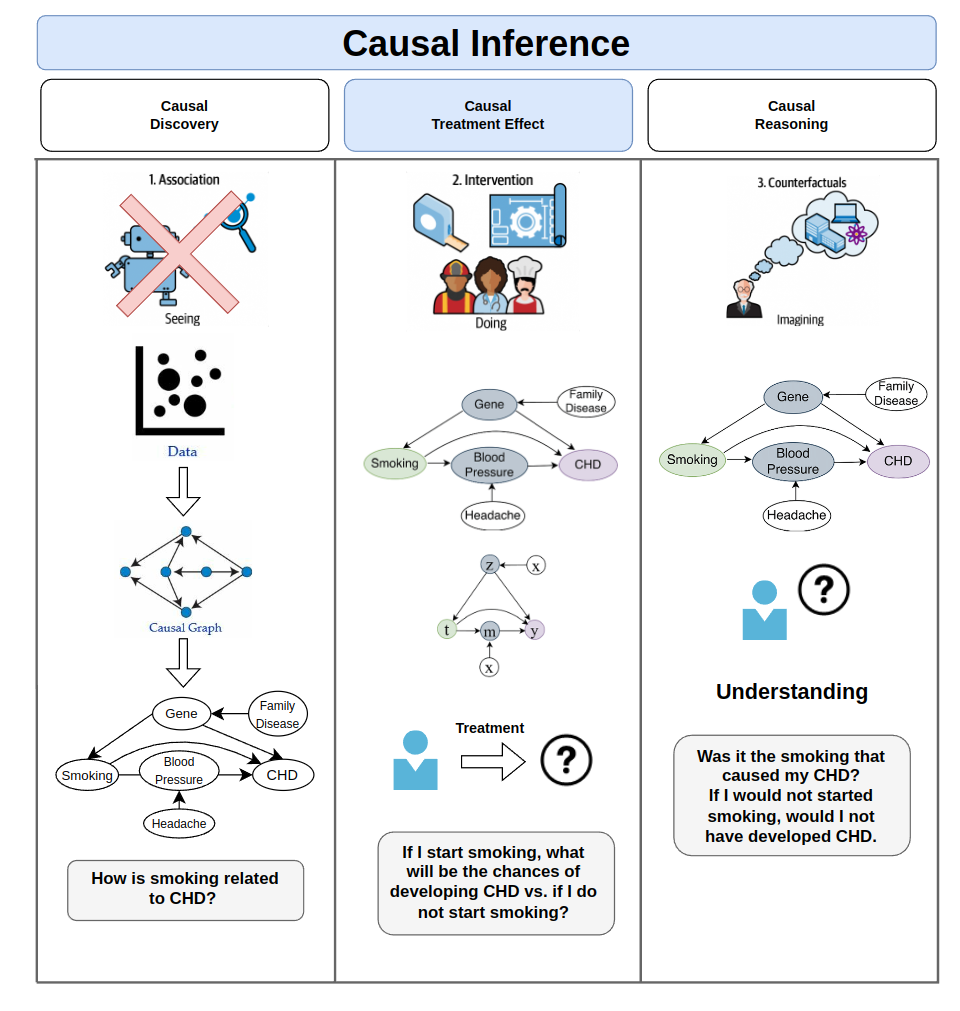 Causal Inference
Causal
Discovery
Causal
Treatment Effect
Causal
Reasoning
1. Association
Seeing
Data
Causal Graph
Gene
Family
Disease
Smoking
Blood
Pressure
CHD
Headache
How is smoking related
to CHD?
2. Intervention
Doing
Gene
Family
Disease
Smoking
Blood
Pressure
CHD
Headache
z
x
t
m
y
x
Treatment
?
If I start smoking, what
will be the chances of
developing CHD vs. if I do
not start smoking?
3. Counterfactuals
Imagining
Gene
Family
Disease
Smoking
Blood
Pressure
CHD
Headache
?
Understanding
Was it the smoking that
caused my CHD?
If I would not started
smoking, would I not
have developed CHD.